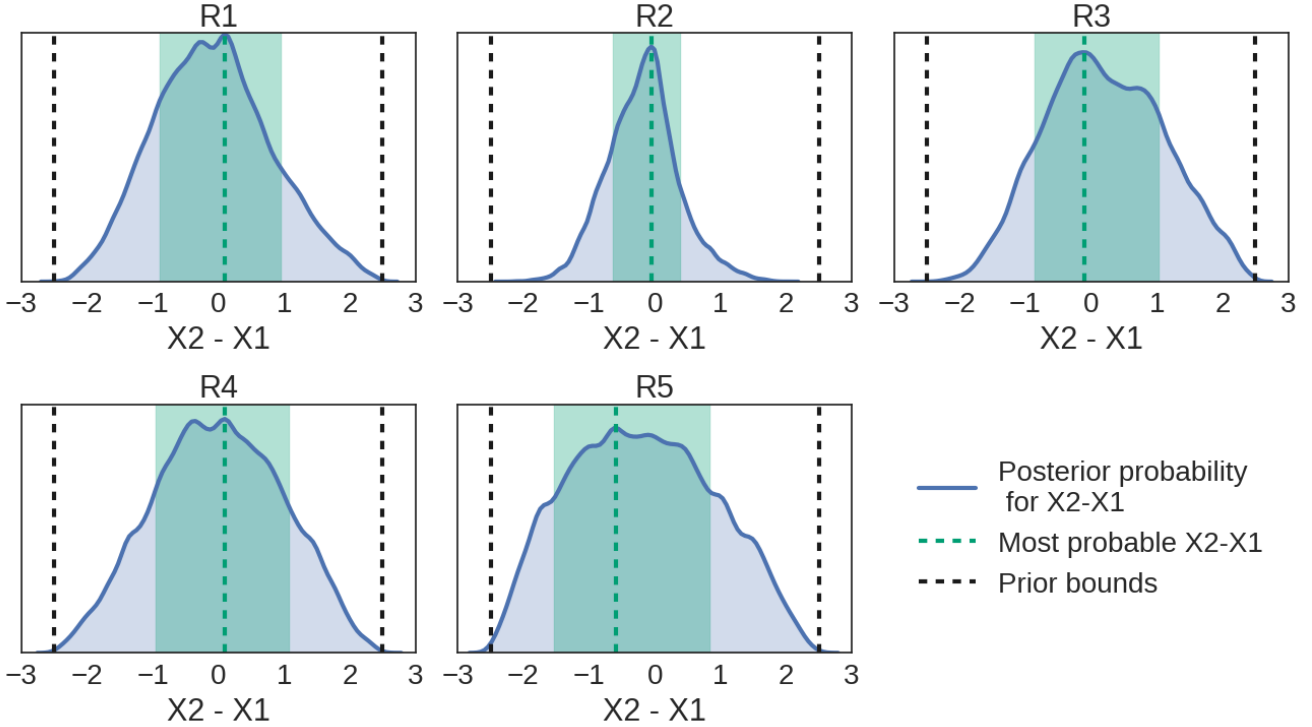 R1
R2
R3
−3 −2 −1 0 1 2 3
−3 −2 −1 0 1 2 3
−3 −2 −1 0 1 2 3
X2 - X1
X2 - X1
X2 - X1
R4
R5
−3 −2 −1 0 1 2 3
−3 −2 −1 0 1 2 3
X2 - X1
X2 - X1
Posterior probability
for X2-X1
Most probable X2-X1
Prior bounds